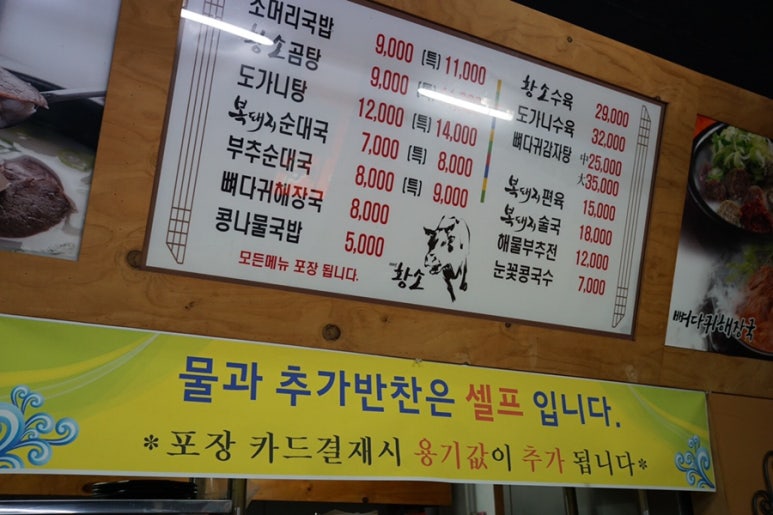 소머리국밥 9,000 (특) 11,000
황소곰탕 9,000
도가니탕 12,000 (특) 14,000
복돼지순대국 7,000 (특) 8,000
부추순대국 8,000 (특) 9,000
뼈다귀해장국 8,000
콩나물국밥 5,000
모든메뉴 포장 됩니다.
황소
황소수육 29,000
도가니수육 32,000
뼈다귀감자탕 中25,000
大35,000
복돼지편육 15,000
복돼지술국 18,000
해물부추전 12,000
눈꽃콩국수 7,000
뼈다귀해장국
물과 추가반찬은 셀프 입니다.
*포장 카드결재시 용기값이 추가 됩니다*